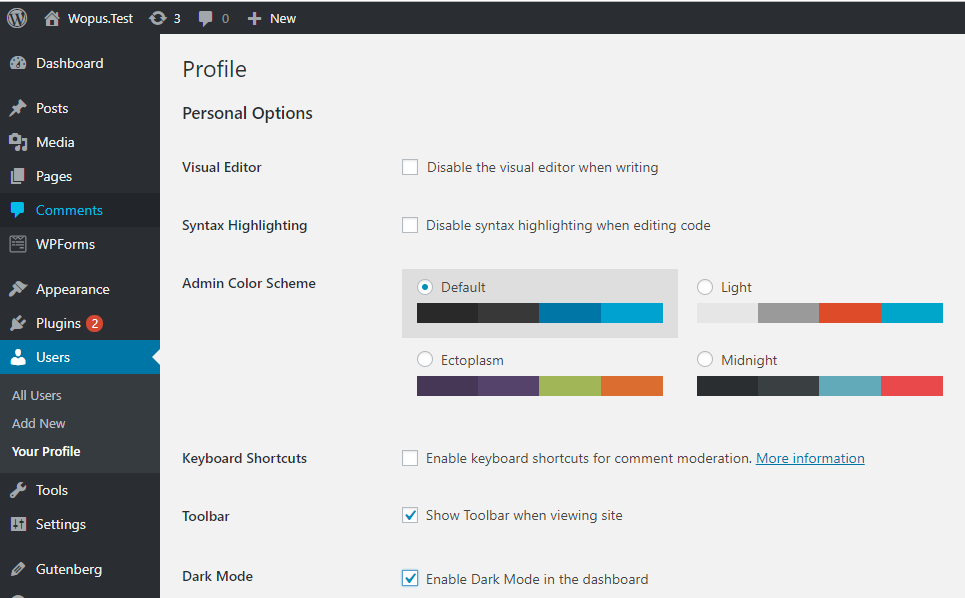 Wopus.Test 3 0 New
Dashboard
Posts
Media
Pages
Comments
WPForms
Appearance
Plugins 2
Users
All Users
Add New
Your Profile
Tools
Settings
Gutenberg
Profile
Personal Options
Visual Editor Disable the visual editor when writing
Syntax Highlighting Disable syntax highlighting when editing code
Admin Color Scheme Default Light
Ectoplasm Midnight
Keyboard Shortcuts Enable keyboard shortcuts for comment moderation. More information
Toolbar Show Toolbar when viewing site
Dark Mode Enable Dark Mode in the dashboard